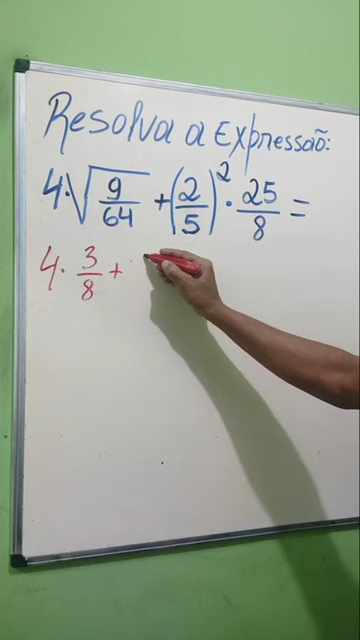 Resolva a Expressão:
4·√(9/64) + (2/5)² · 25/8 =
4 · 3/8 +